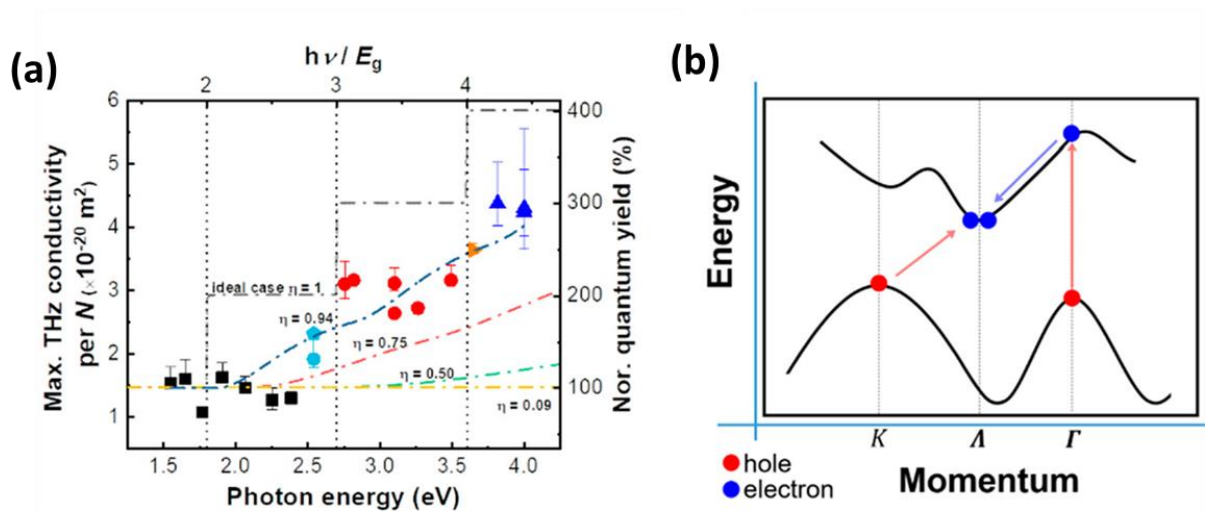 (a)
hν / E_g
2 3 4
Max. THz conductivity
per N (×10⁻²⁰ m²)
6
5
4
3
2
1
400
300
200
100
Nor. quantum yield (%)
ideal case η = 1
η = 0.94
η = 0.75
η = 0.50
η = 0.09
1.5 2.0 2.5 3.0 3.5 4.0
Photon energy (eV)
(b)
Energy
K Λ Γ
Momentum
hole
electron